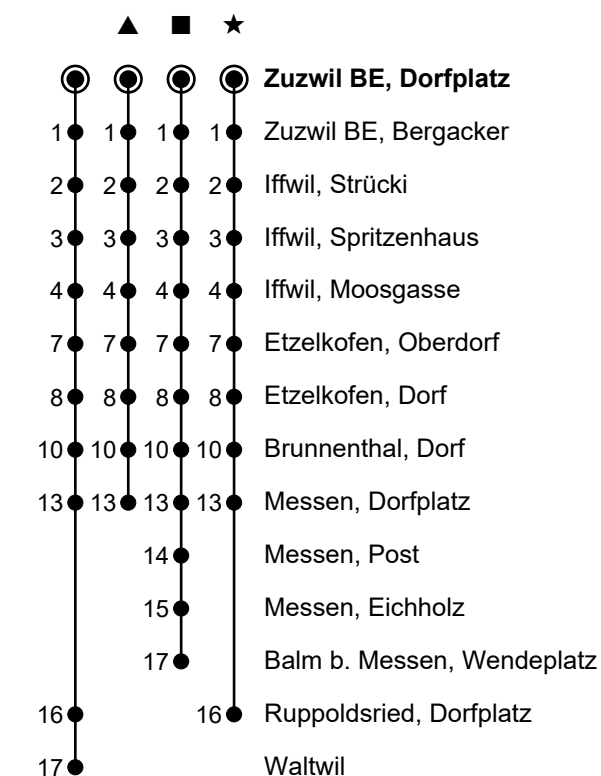 ▲ ■ ★
Zuzwil BE, Dorfplatz
1 1 1 1 Zuzwil BE, Bergacker
2 2 2 2 Iffwil, Strücki
3 3 3 3 Iffwil, Spritzenhaus
4 4 4 4 Iffwil, Moosgasse
7 7 7 7 Etzelkofen, Oberdorf
8 8 8 8 Etzelkofen, Dorf
10 10 10 10 Brunnenthal, Dorf
13 13 13 13 Messen, Dorfplatz
14 Messen, Post
15 Messen, Eichholz
17 Balm b. Messen, Wendeplatz
16 16 Ruppoldsried, Dorfplatz
17 Waltwil